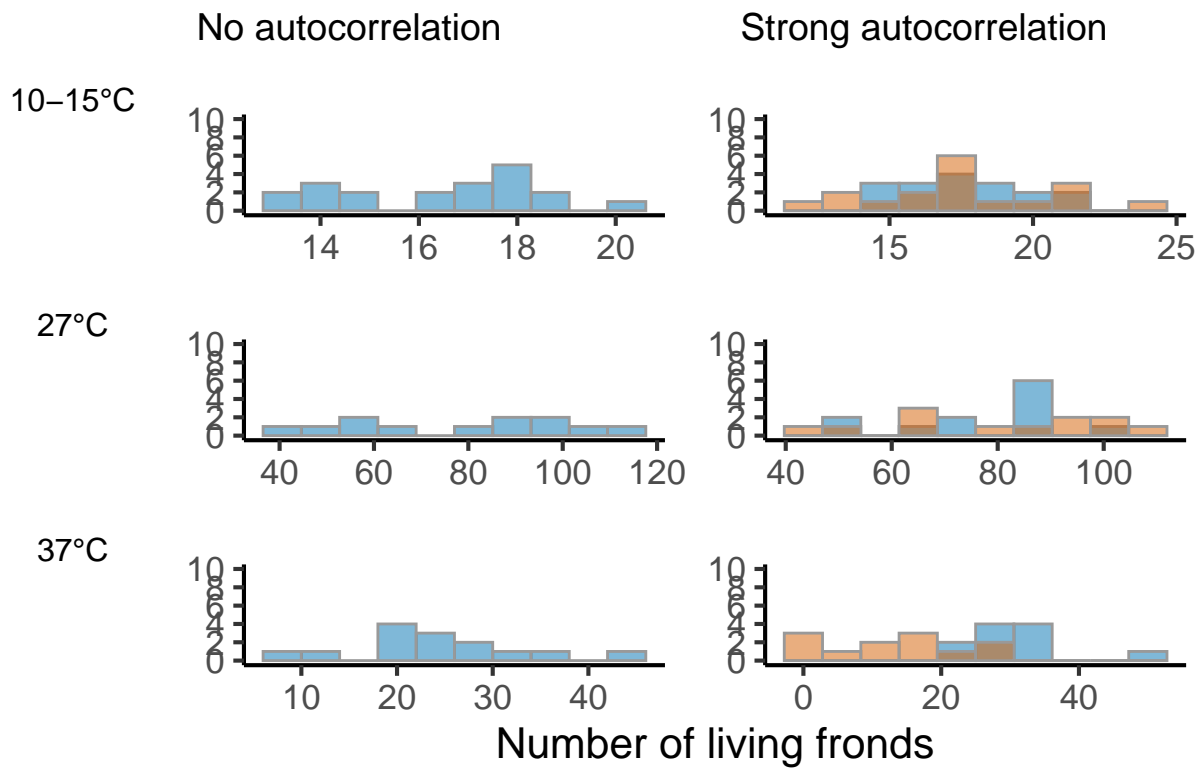 No autocorrelation Strong autocorrelation
10–15°C
10 8 6 4 2 0
14 16 18 20
10 8 6 4 2 0
15 20 25
27°C
10 8 6 4 2 0
40 60 80 100 120
10 8 6 4 2 0
40 60 80 100
37°C
10 8 6 4 2 0
10 20 30 40
10 8 6 4 2 0
0 20 40
Number of living fronds